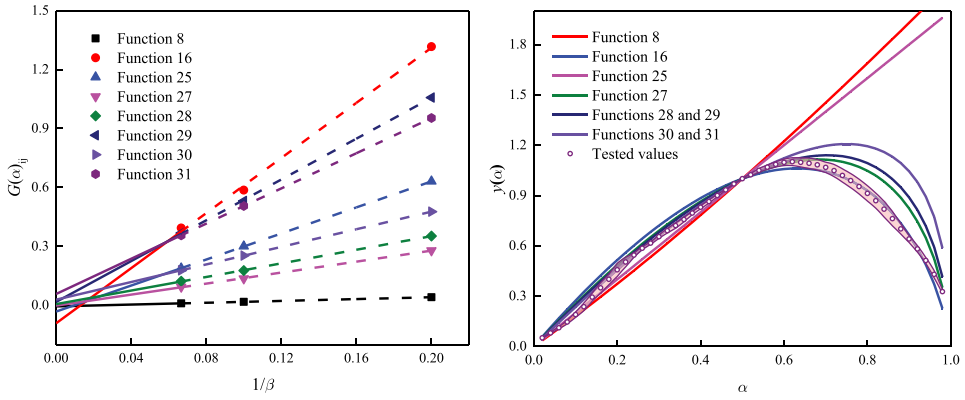 1.5
1.2
0.9
0.6
0.3
0.0
G(α)ij
Function 8
Function 16
Function 25
Function 27
Function 28
Function 29
Function 30
Function 31
0.00 0.04 0.08 0.12 0.16 0.20
1/β
1.8
1.5
1.2
0.9
0.6
0.3
0.0
y(α)
Function 8
Function 16
Function 25
Function 27
Functions 28 and 29
Functions 30 and 31
Tested values
0.0 0.2 0.4 0.6 0.8 1.0
α